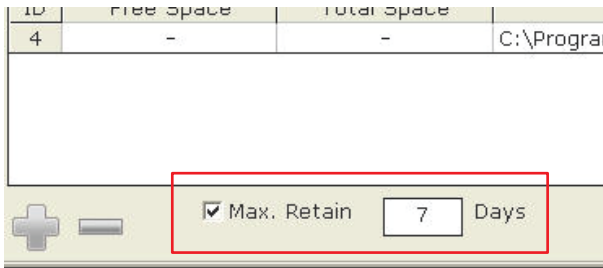 ID Free Space Total Space
4 - - C:\Progra
Max. Retain 7 Days